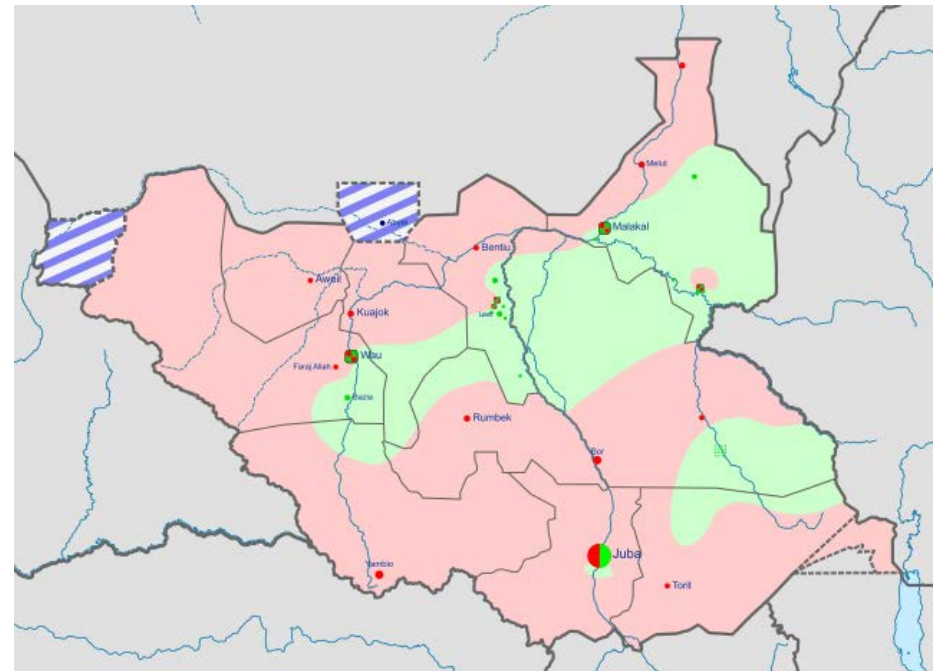 Melut
Abyei
Malakal
Bentiu
Aweil
Leer
Kuajok
Wau
Faraj Allah
Bazia
Rumbek
Bor
Juba
Yambio
Torit